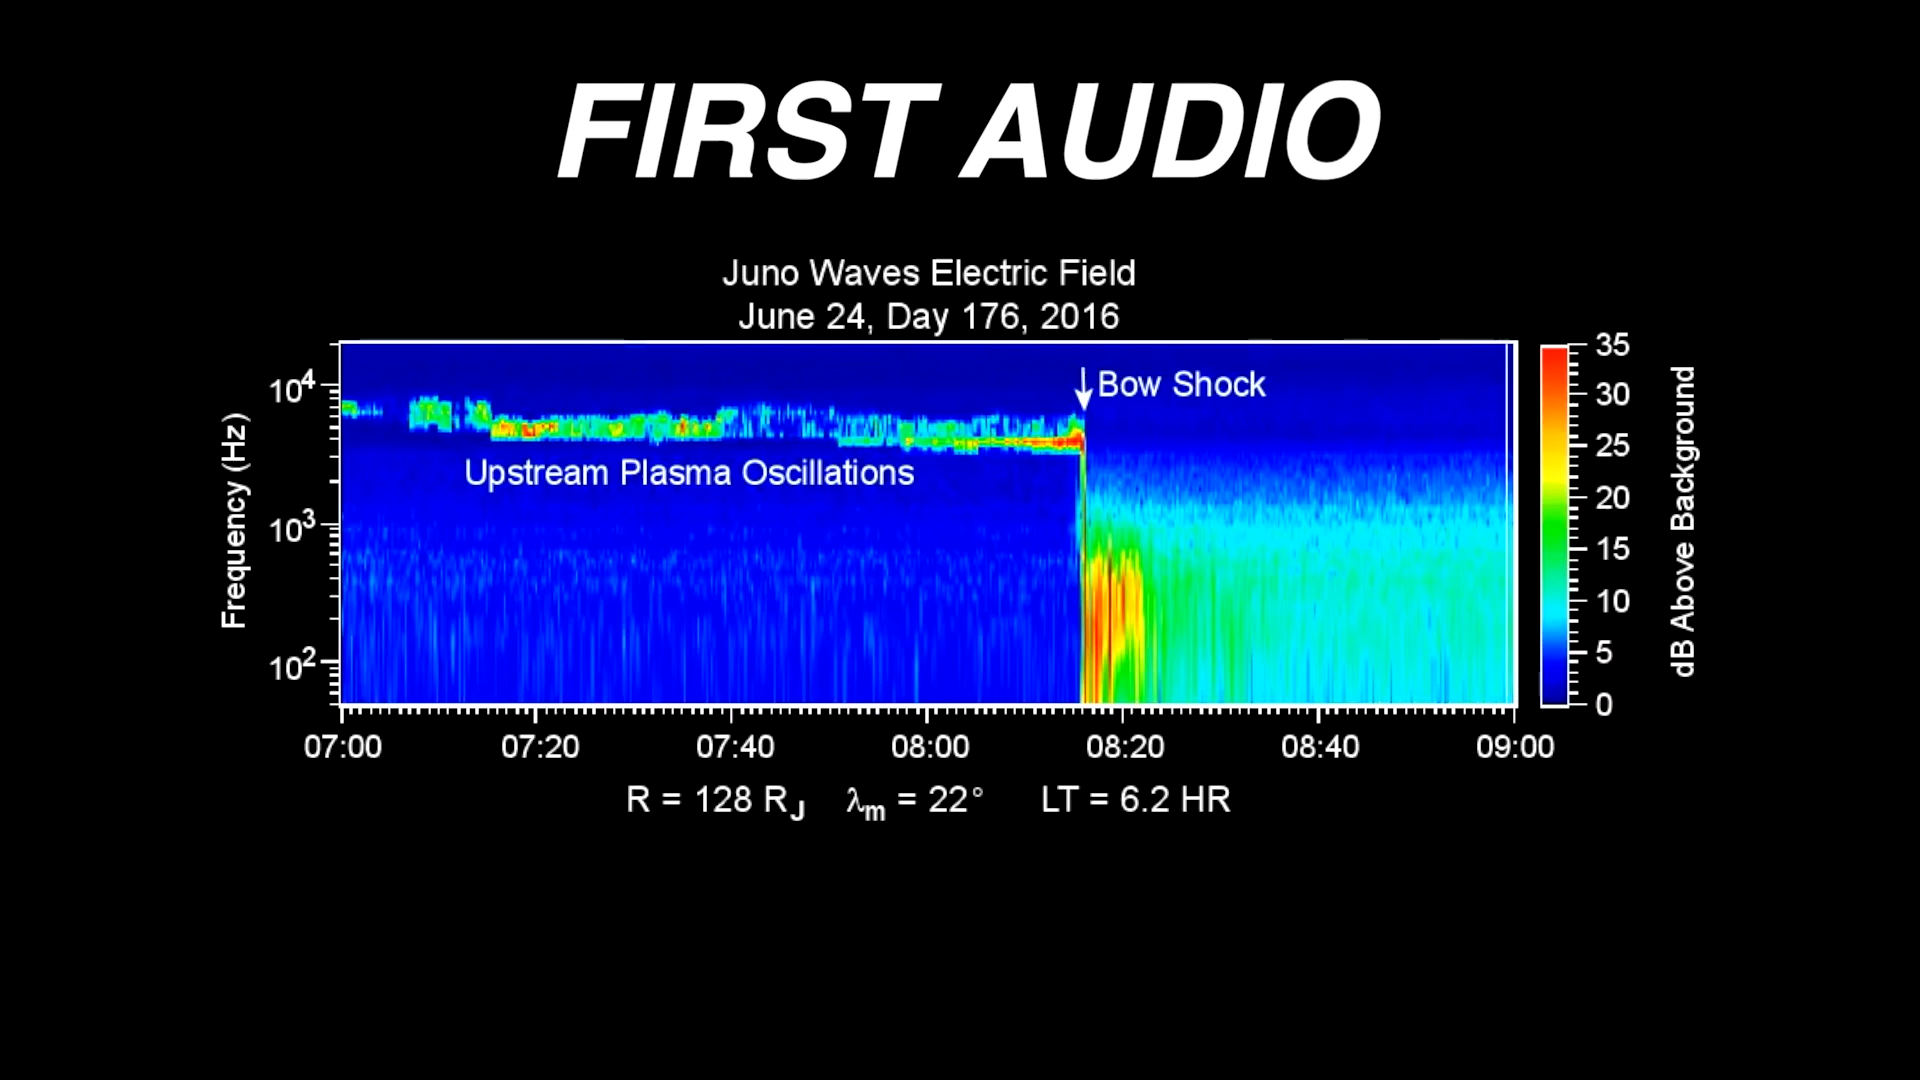 FIRST AUDIO
Juno Waves Electric Field
June 24, Day 176, 2016
Frequency (Hz)
10⁴
10³
10²
Bow Shock
Upstream Plasma Oscillations
35
30
25
20
15
10
5
0
dB Above Background
07:00 07:20 07:40 08:00 08:20 08:40 09:00
R = 128 R_J λ_m = 22° LT = 6.2 HR